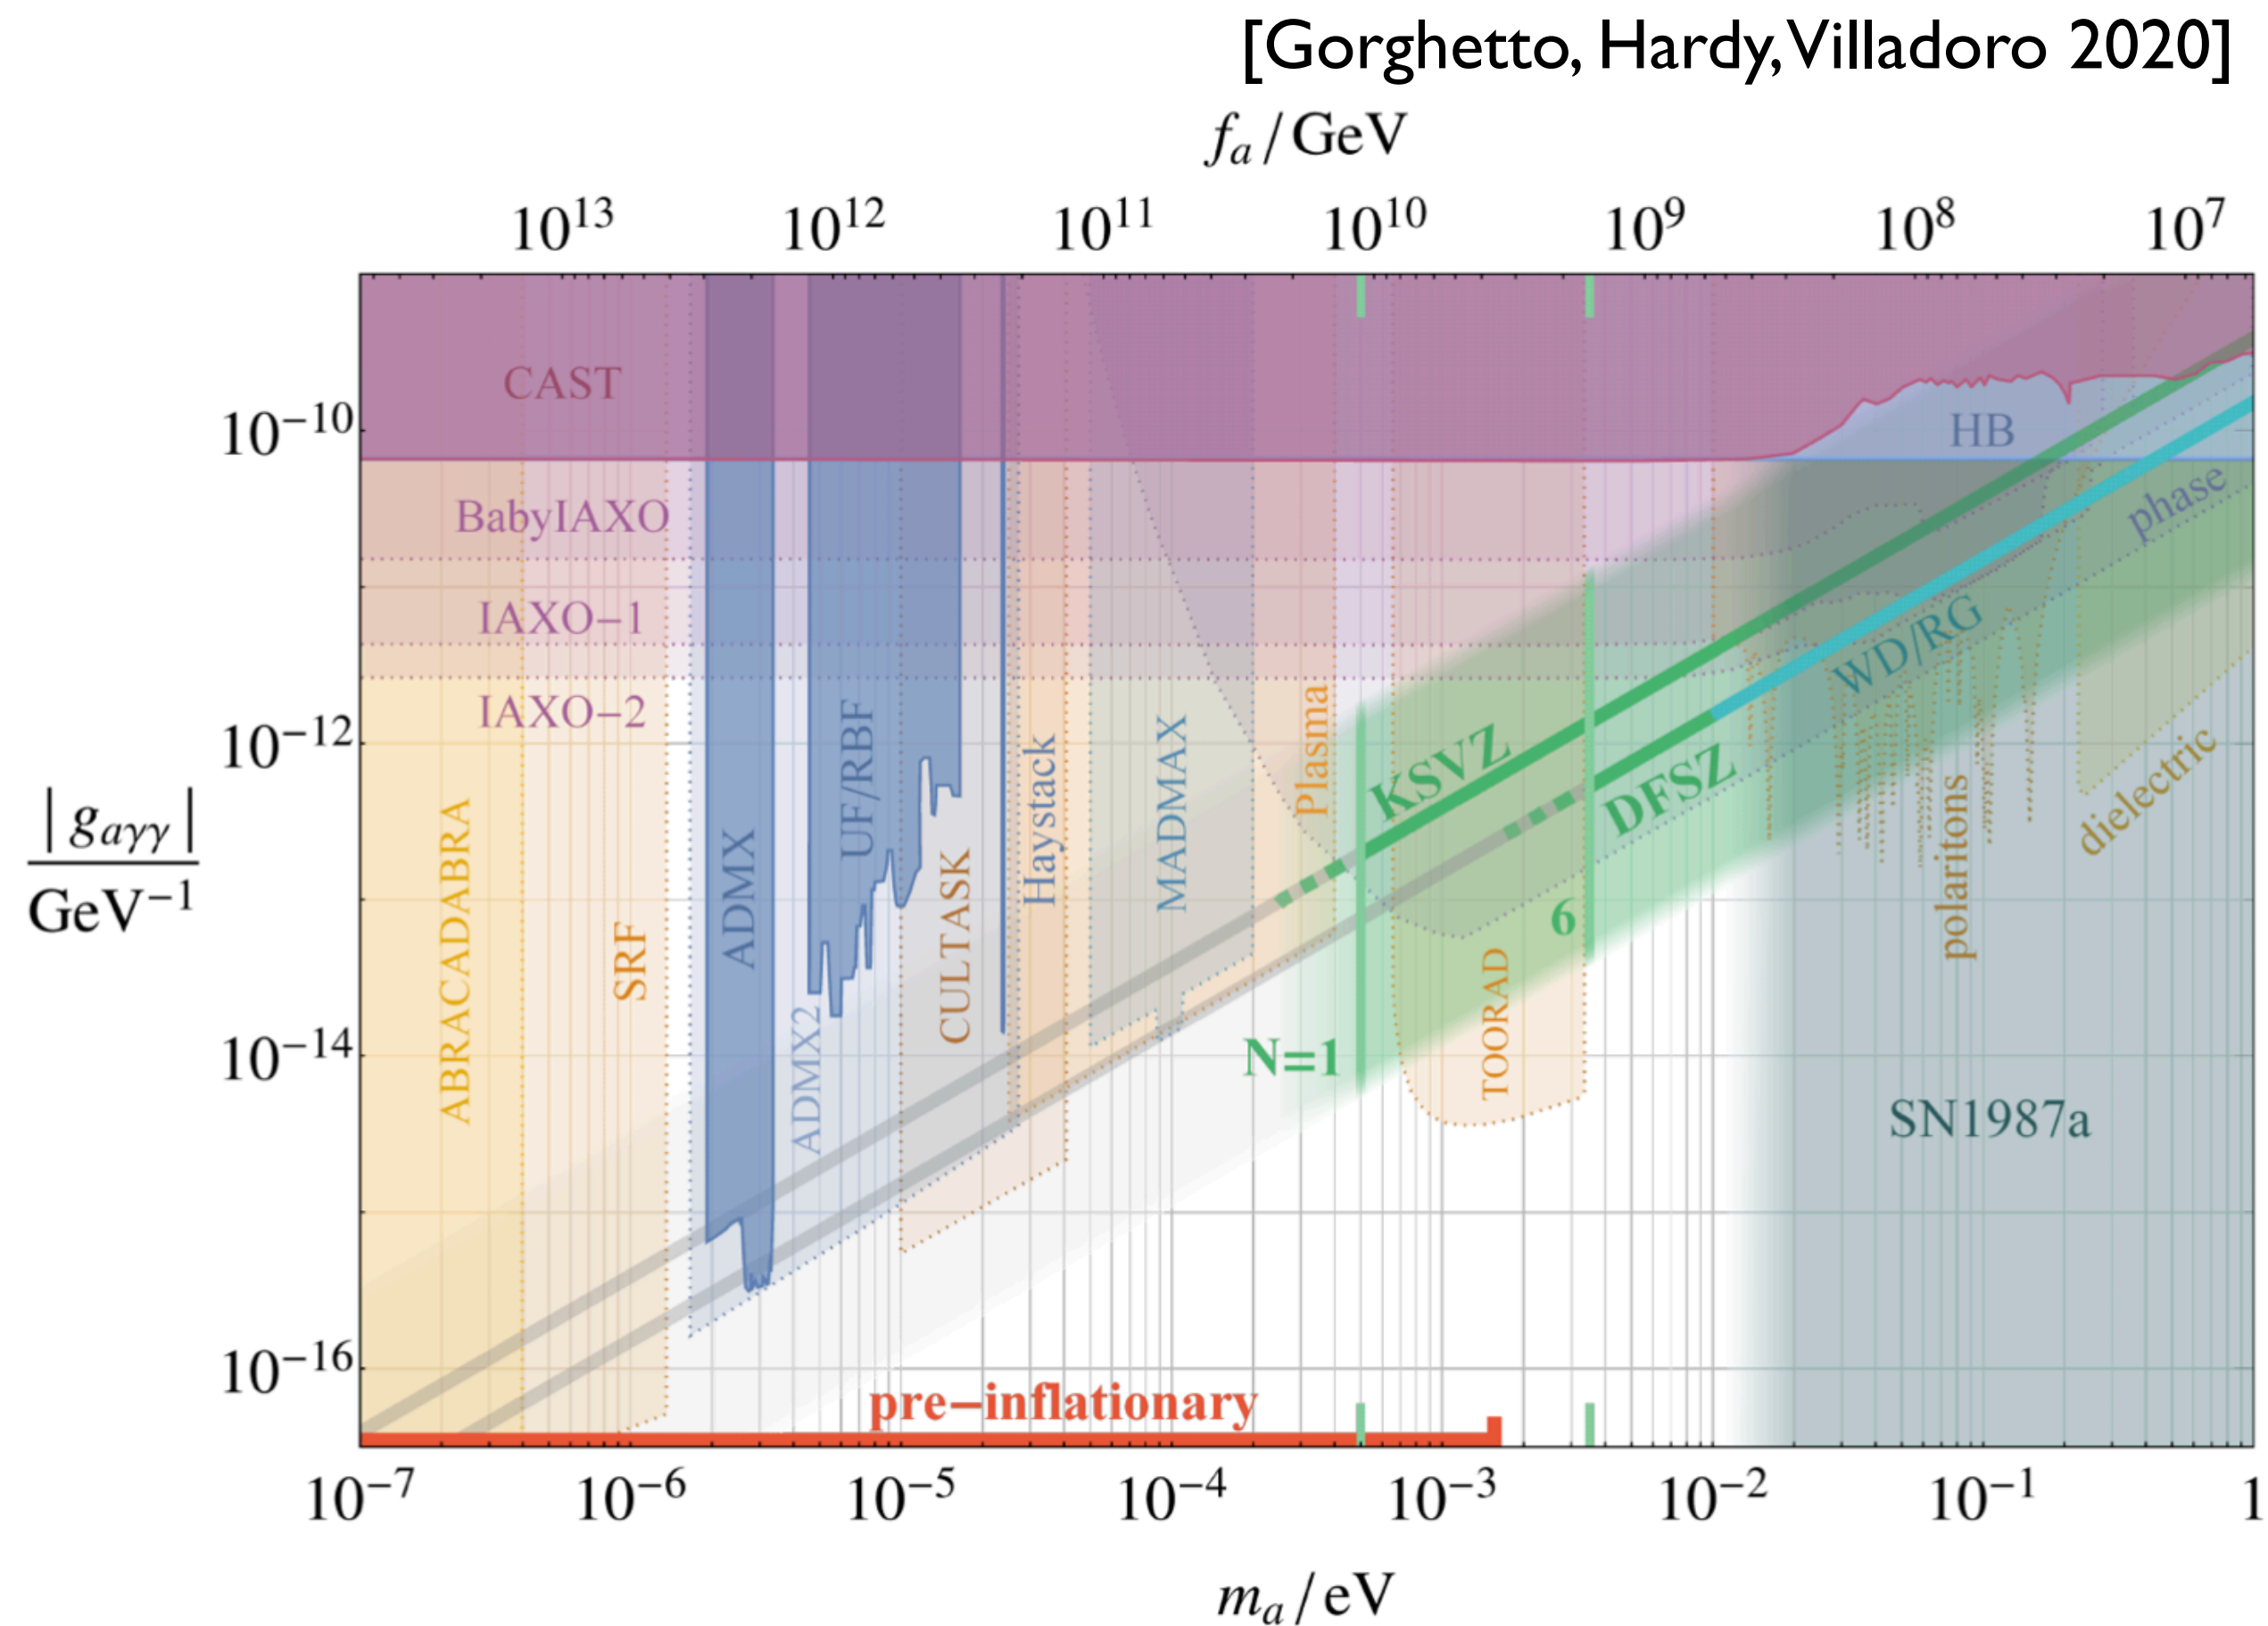 [Gorghetto, Hardy, Villadoro 2020]
f_a / GeV
10^13 10^12 10^11 10^10 10^9 10^8 10^7
CAST
10^−10
HB
BabyIAXO
phase
IAXO−1
WD/RG
IAXO−2
10^−12
UF/RBF
Haystack
MADMAX
Plasma
KSVZ
DFSZ
dielectric
polaritons
|g_aγγ|
GeV^−1
ABRACADABRA
SRF
ADMX
ADMX2
CULTASK
6
TOORAD
10^−14
N=1
SN1987a
10^−16
pre−inflationary
10^−7 10^−6 10^−5 10^−4 10^−3 10^−2 10^−1 1
m_a / eV